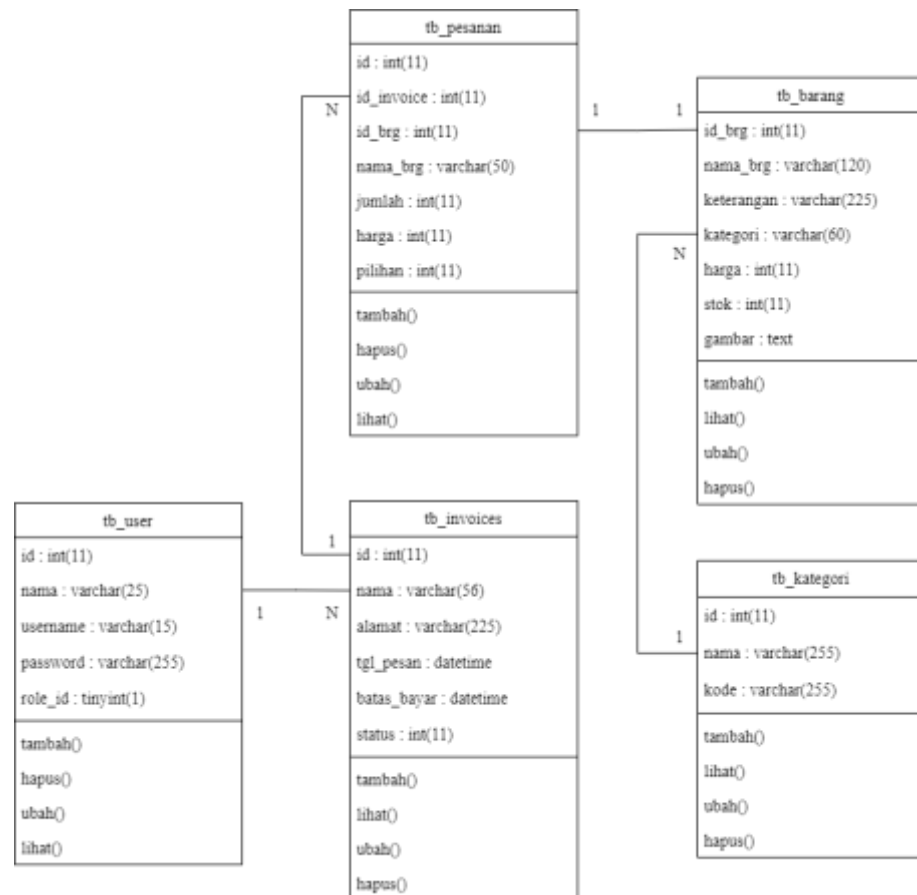 tb_pesanan
id : int(11)
id_invoice : int(11)
id_brg : int(11)
nama_brg : varchar(50)
jumlah : int(11)
harga : int(11)
pilihan : int(11)
tambah()
hapus()
ubah()
lihat()
N
1
1
tb_barang
id_brg : int(11)
nama_brg : varchar(120)
keterangan : varchar(225)
kategori : varchar(60)
harga : int(11)
stok : int(11)
gambar : text
tambah()
lihat()
ubah()
hapus()
N
1
tb_user
id : int(11)
nama : varchar(25)
username : varchar(15)
password : varchar(255)
role_id : tinyint(1)
tambah()
hapus()
ubah()
lihat()
1
N
1
tb_invoices
id : int(11)
nama : varchar(56)
alamat : varchar(225)
tgl_pesan : datetime
batas_bayar : datetime
status : int(11)
tambah()
lihat()
ubah()
hapus()
tb_kategori
id : int(11)
nama : varchar(255)
kode : varchar(255)
tambah()
lihat()
ubah()
hapus()